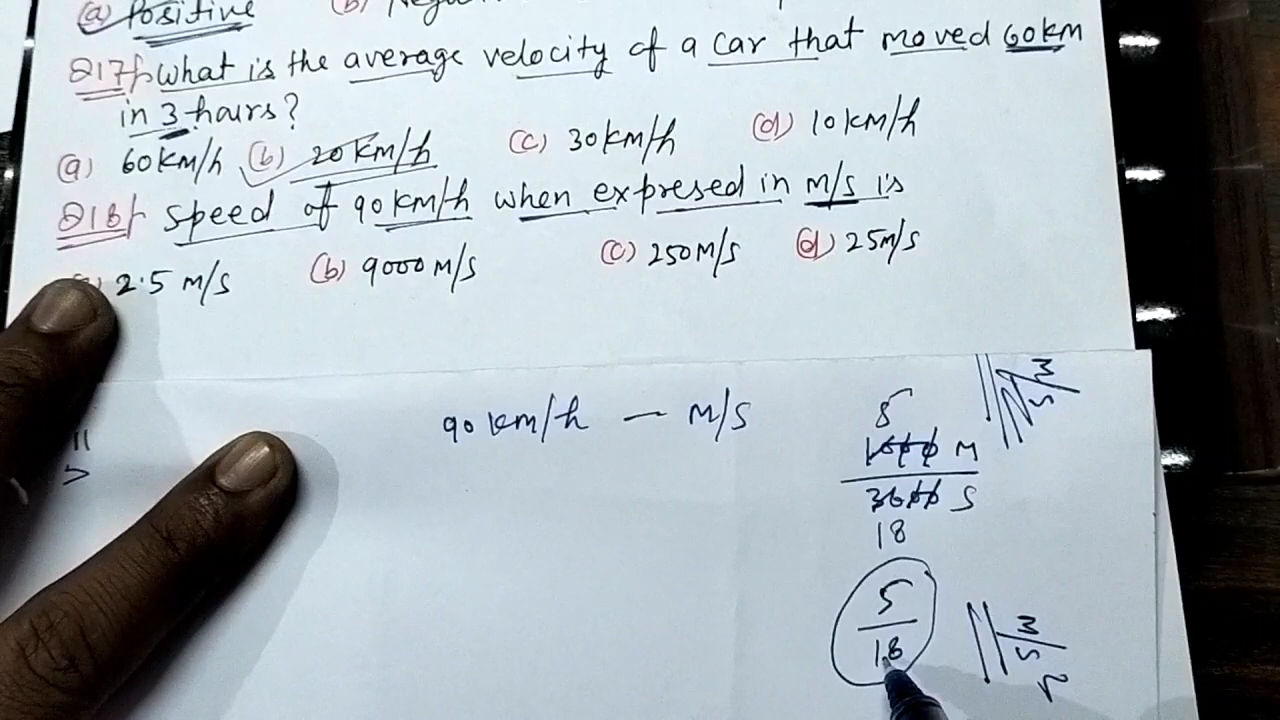 (a) Positive (b)
Q17/- What is the average velocity of a car that moved 60km
in 3 hours?
(a) 60km/h (b) 20km/h (c) 30km/h (d) 10km/h
Q18/- speed of 90km/h when expresed in M/s is
2.5 M/S (b) 9000 M/S (c) 250M/S (d) 25M/S
90 km/h — M/S
5
1000 M
3600 S
18
5
18
M/S
M/S